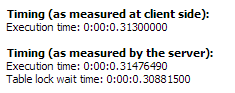 Timing (as measured at client side):
Execution time: 0:00:0.31300000
Timing (as measured by the server):
Execution time: 0:00:0.31476490
Table lock wait time: 0:00:0.30881500